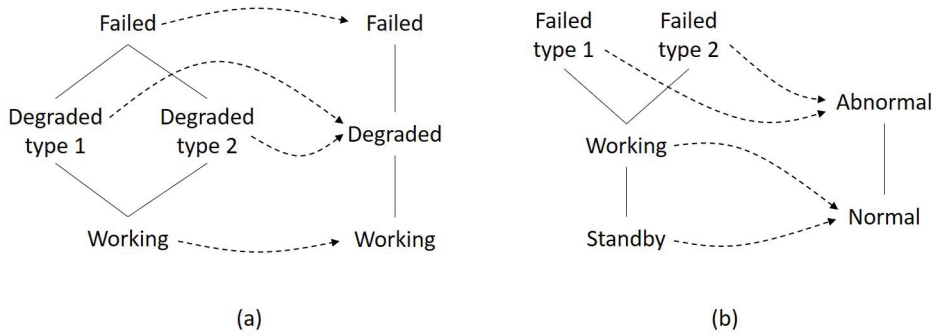 Failed
Failed
Degraded
type 1
Degraded
type 2
Degraded
Working
Working
(a)
Failed
type 1
Failed
type 2
Abnormal
Working
Normal
Standby
(b)